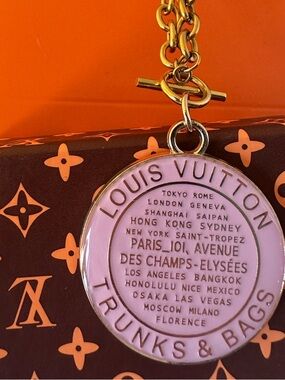 LOUIS VUITTON
TOKYO ROME
LONDON GENEVA
SHANGHAI SAIPAN
HONG KONG SYDNEY
NEW YORK SAINT-TROPEZ
PARIS_101, AVENUE
DES CHAMPS-ELYSÉES
LOS ANGELES BANGKOK
HONOLULU NICE MEXICO
OSAKA LAS VEGAS
MOSCOW MILANO
FLORENCE
TRUNKS & BAGS
LV